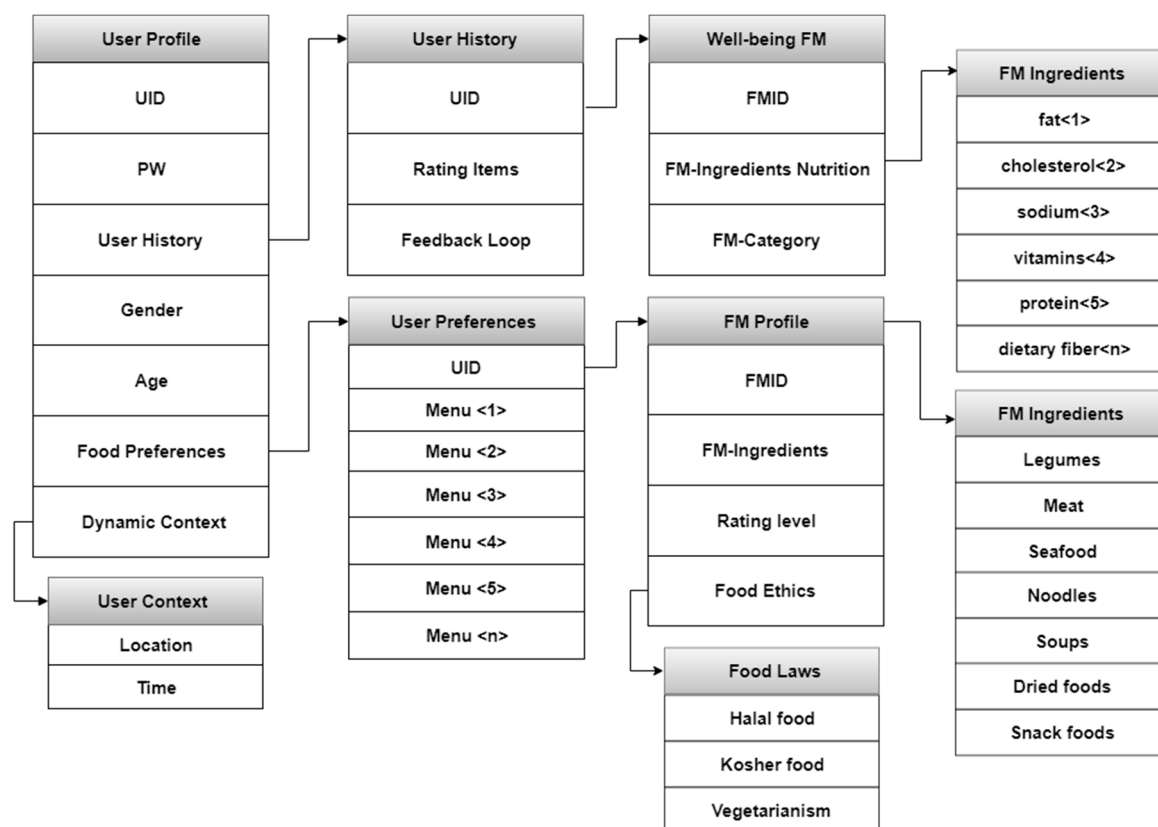 User Profile
UID
PW
User History
Gender
Age
Food Preferences
Dynamic Context
User Context
Location
Time
User History
UID
Rating Items
Feedback Loop
User Preferences
UID
Menu <1>
Menu <2>
Menu <3>
Menu <4>
Menu <5>
Menu <n>
Well-being FM
FMID
FM-Ingredients Nutrition
FM-Category
FM Profile
FMID
FM-Ingredients
Rating level
Food Ethics
Food Laws
Halal food
Kosher food
Vegetarianism
FM Ingredients
fat<1>
cholesterol<2>
sodium<3>
vitamins<4>
protein<5>
dietary fiber<n>
FM Ingredients
Legumes
Meat
Seafood
Noodles
Soups
Dried foods
Snack foods